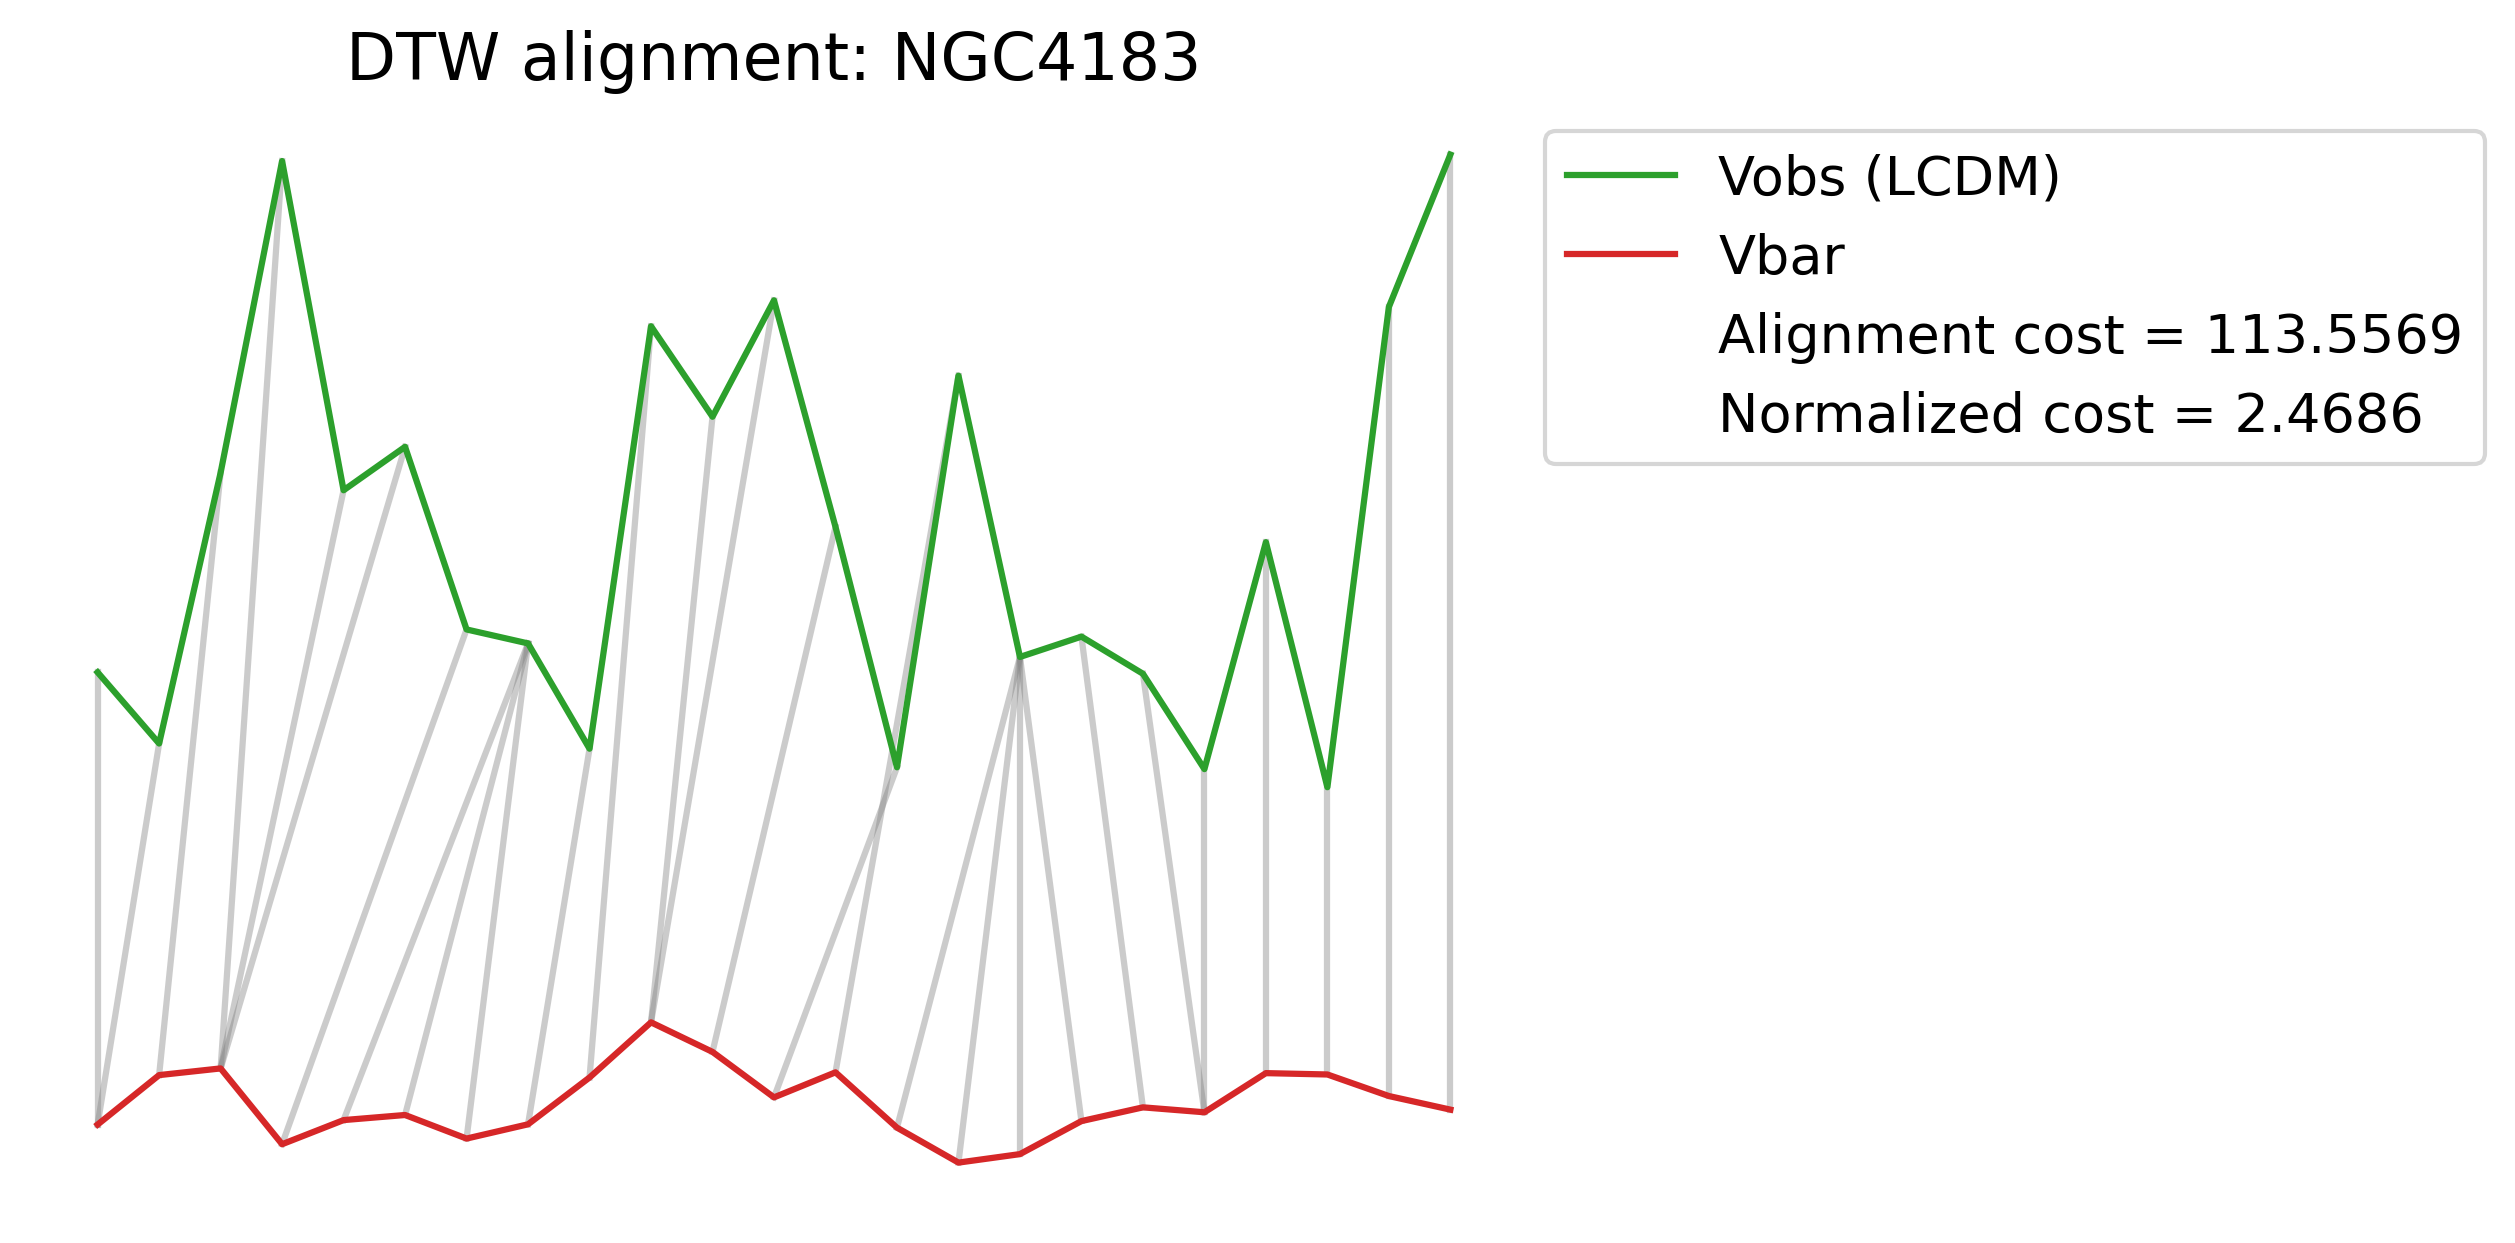 DTW alignment: NGC4183
Vobs (LCDM)
Vbar
Alignment cost = 113.5569
Normalized cost = 2.4686